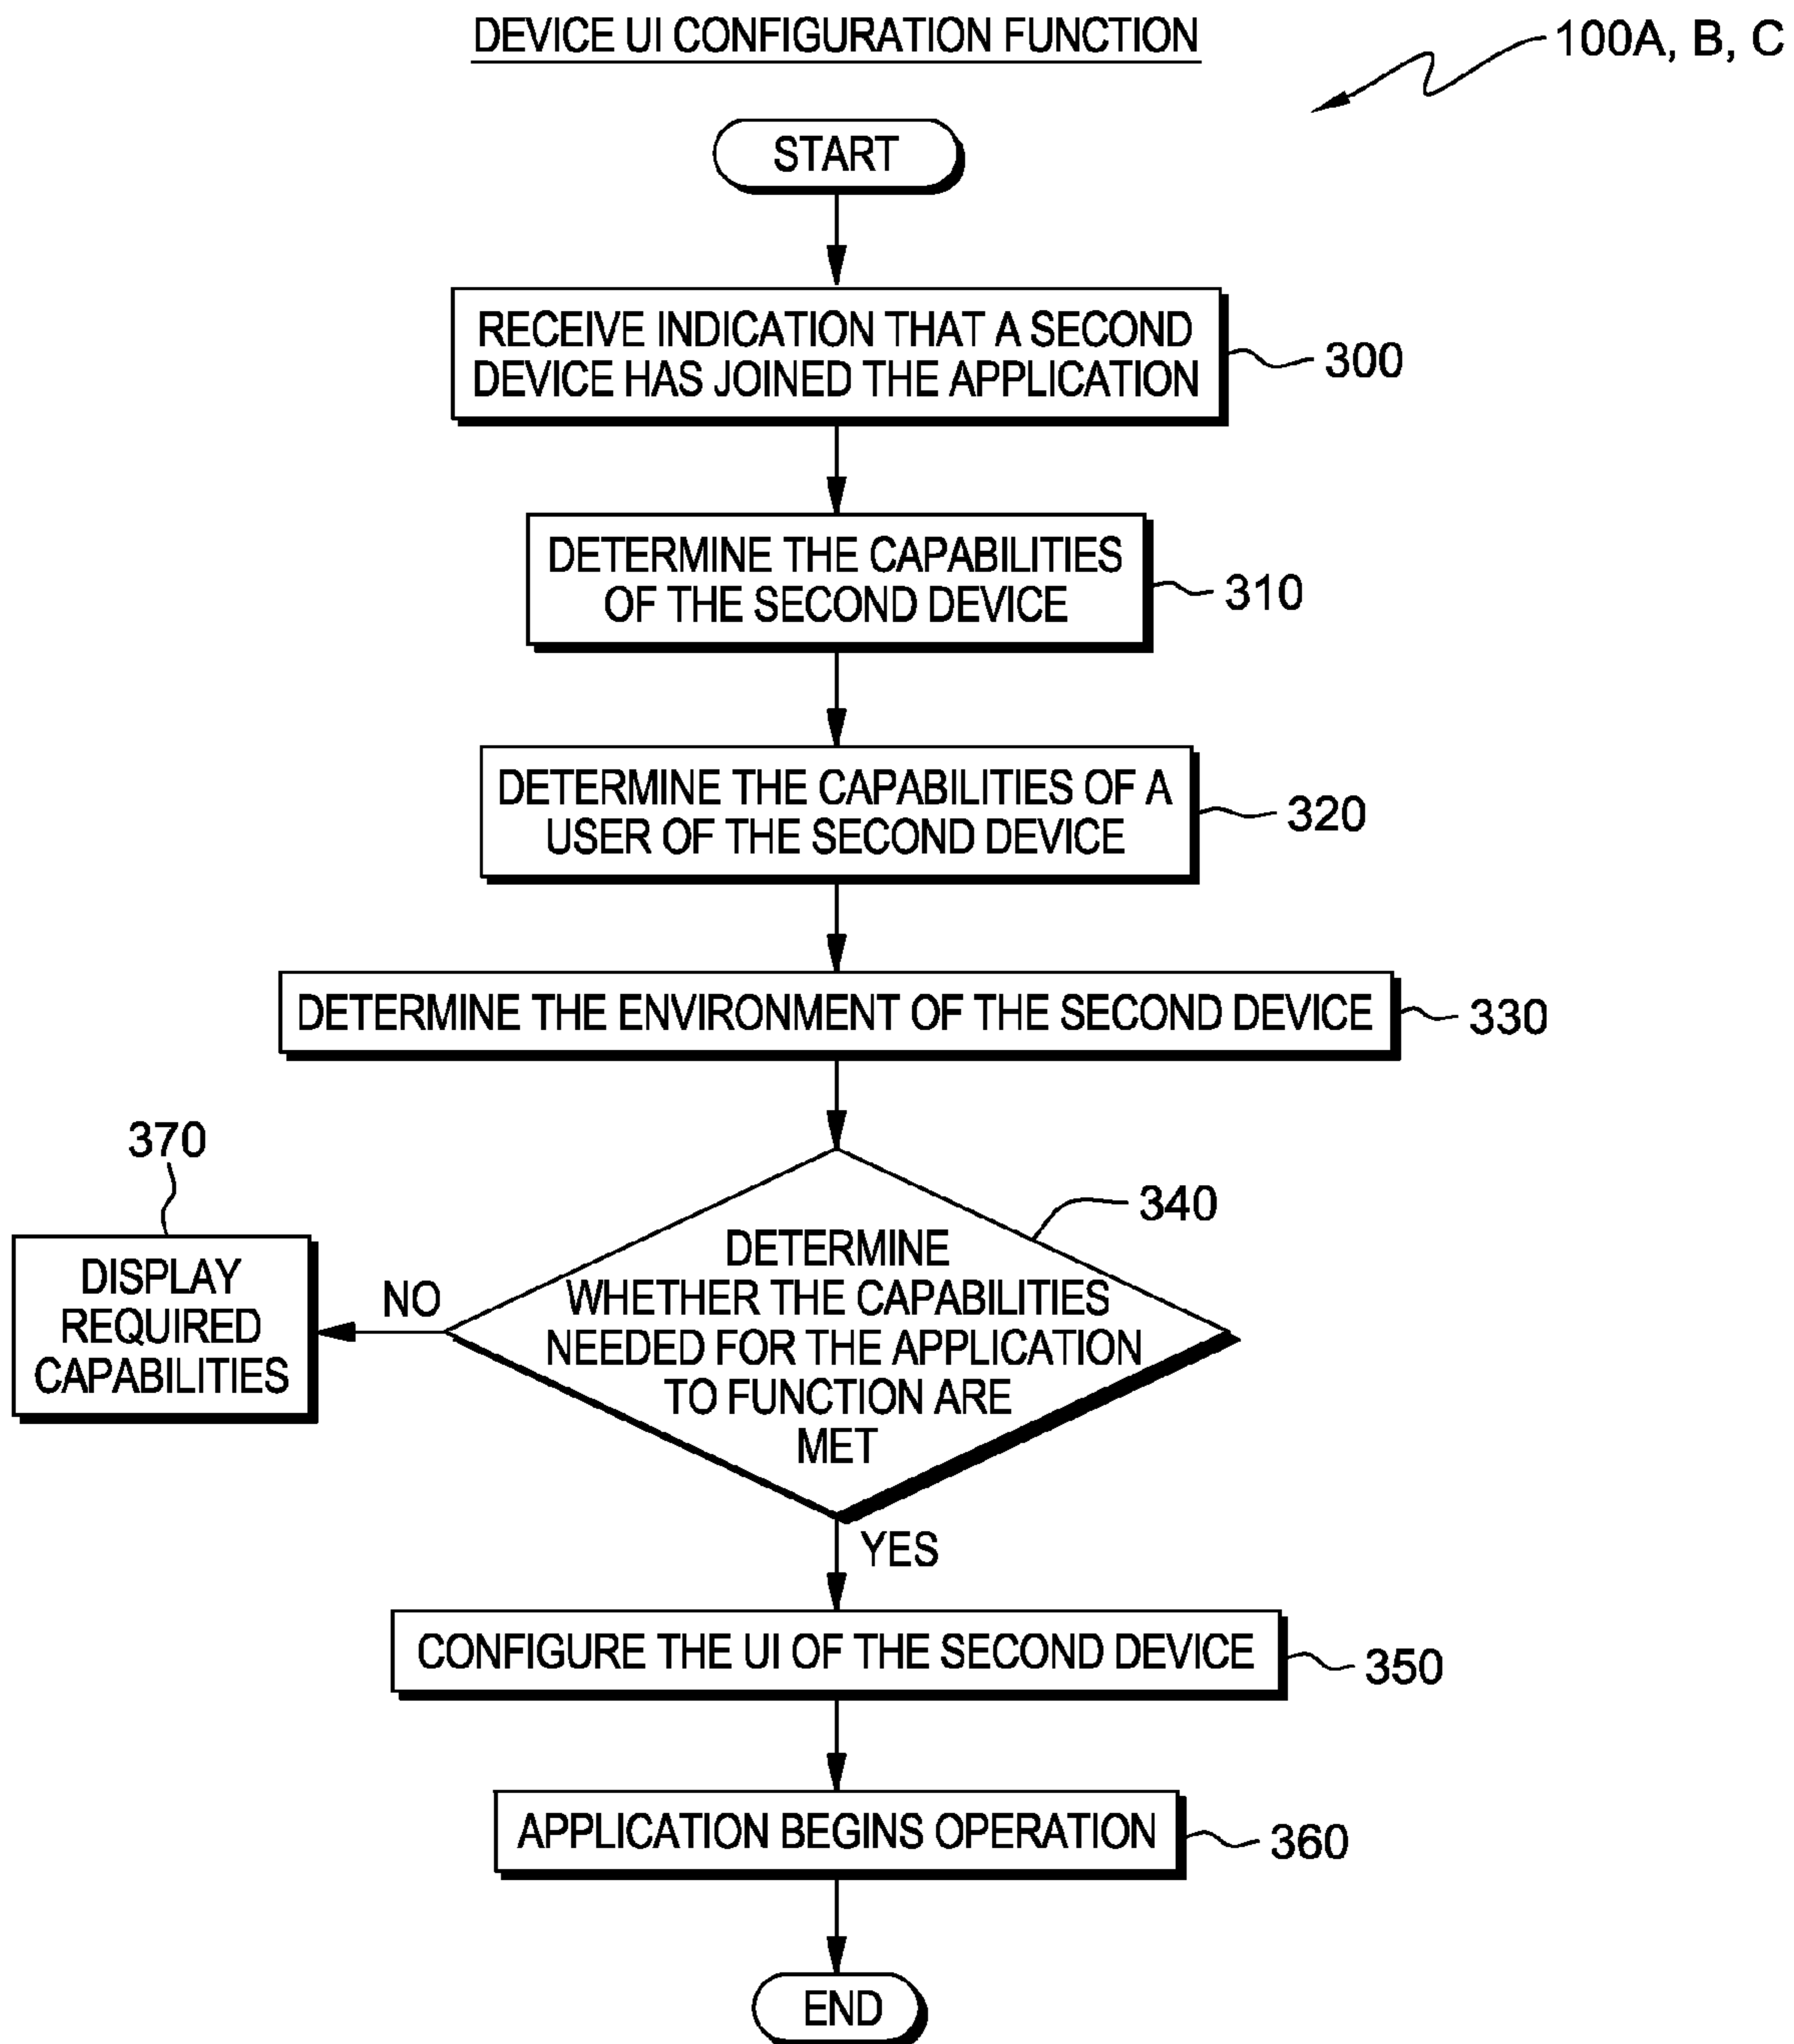 DEVICE UI CONFIGURATION FUNCTION
100A, B, C
START
RECEIVE INDICATION THAT A SECOND
DEVICE HAS JOINED THE APPLICATION
300
DETERMINE THE CAPABILITIES
OF THE SECOND DEVICE
310
DETERMINE THE CAPABILITIES OF A
USER OF THE SECOND DEVICE
320
DETERMINE THE ENVIRONMENT OF THE SECOND DEVICE
330
340
DETERMINE
WHETHER THE CAPABILITIES
NEEDED FOR THE APPLICATION
TO FUNCTION ARE
MET
NO
370
DISPLAY
REQUIRED
CAPABILITIES
YES
CONFIGURE THE UI OF THE SECOND DEVICE
350
APPLICATION BEGINS OPERATION
360
END